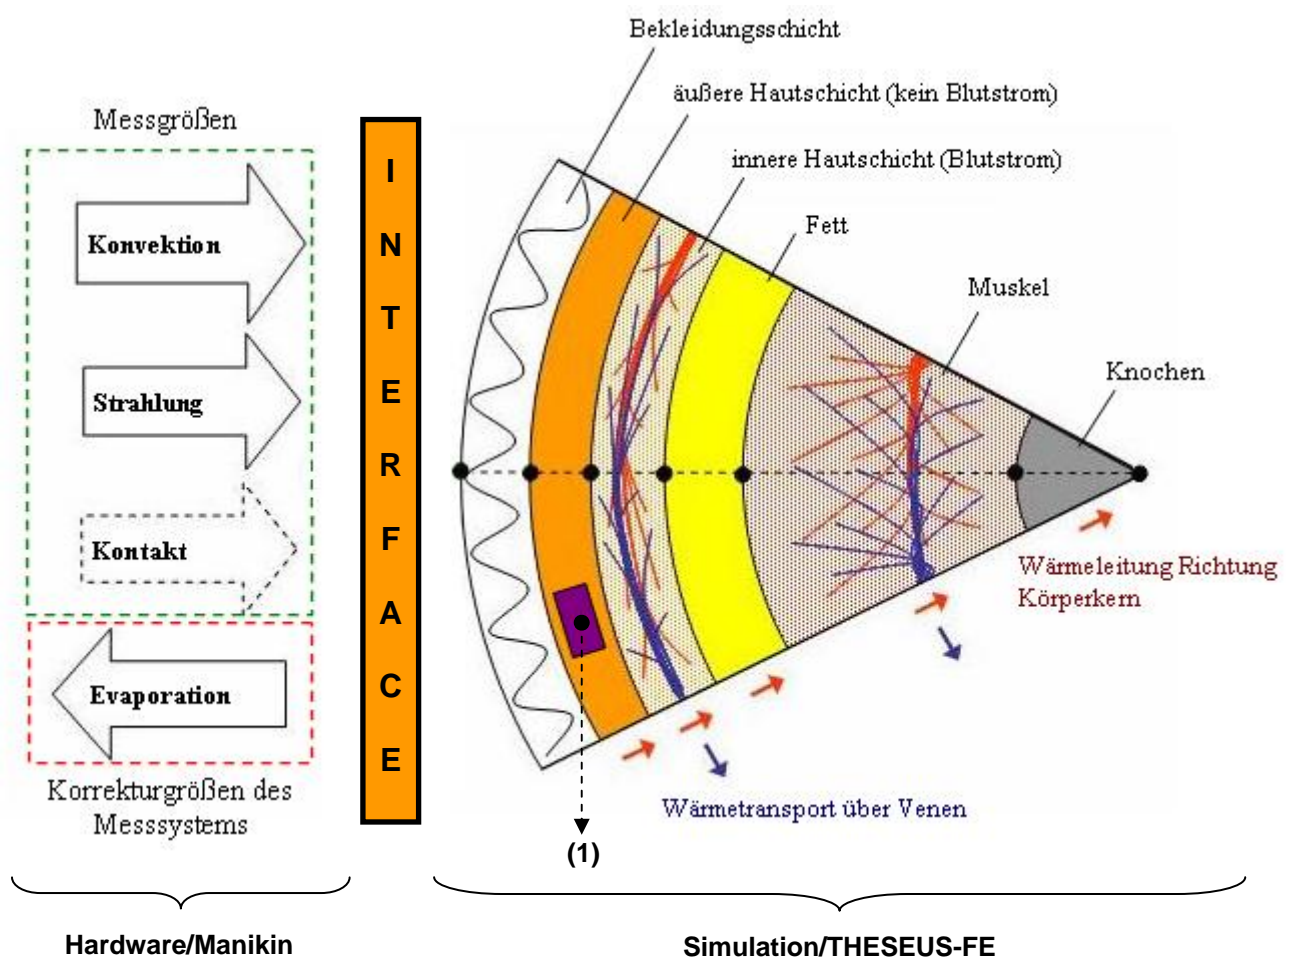 Bekleidungsschicht
äußere Hautschicht (kein Blutstrom)
Messgrößen
innere Hautschicht (Blutstrom)
Fett
Muskel
Knochen
Konvektion
Strahlung
Kontakt
Evaporation
Korrekturgrößen des
Messsystems
I
N
T
E
R
F
A
C
E
Wärmeleitung Richtung
Körperkern
Wärmetransport über Venen
(1)
Hardware/Manikin
Simulation/THESEUS-FE